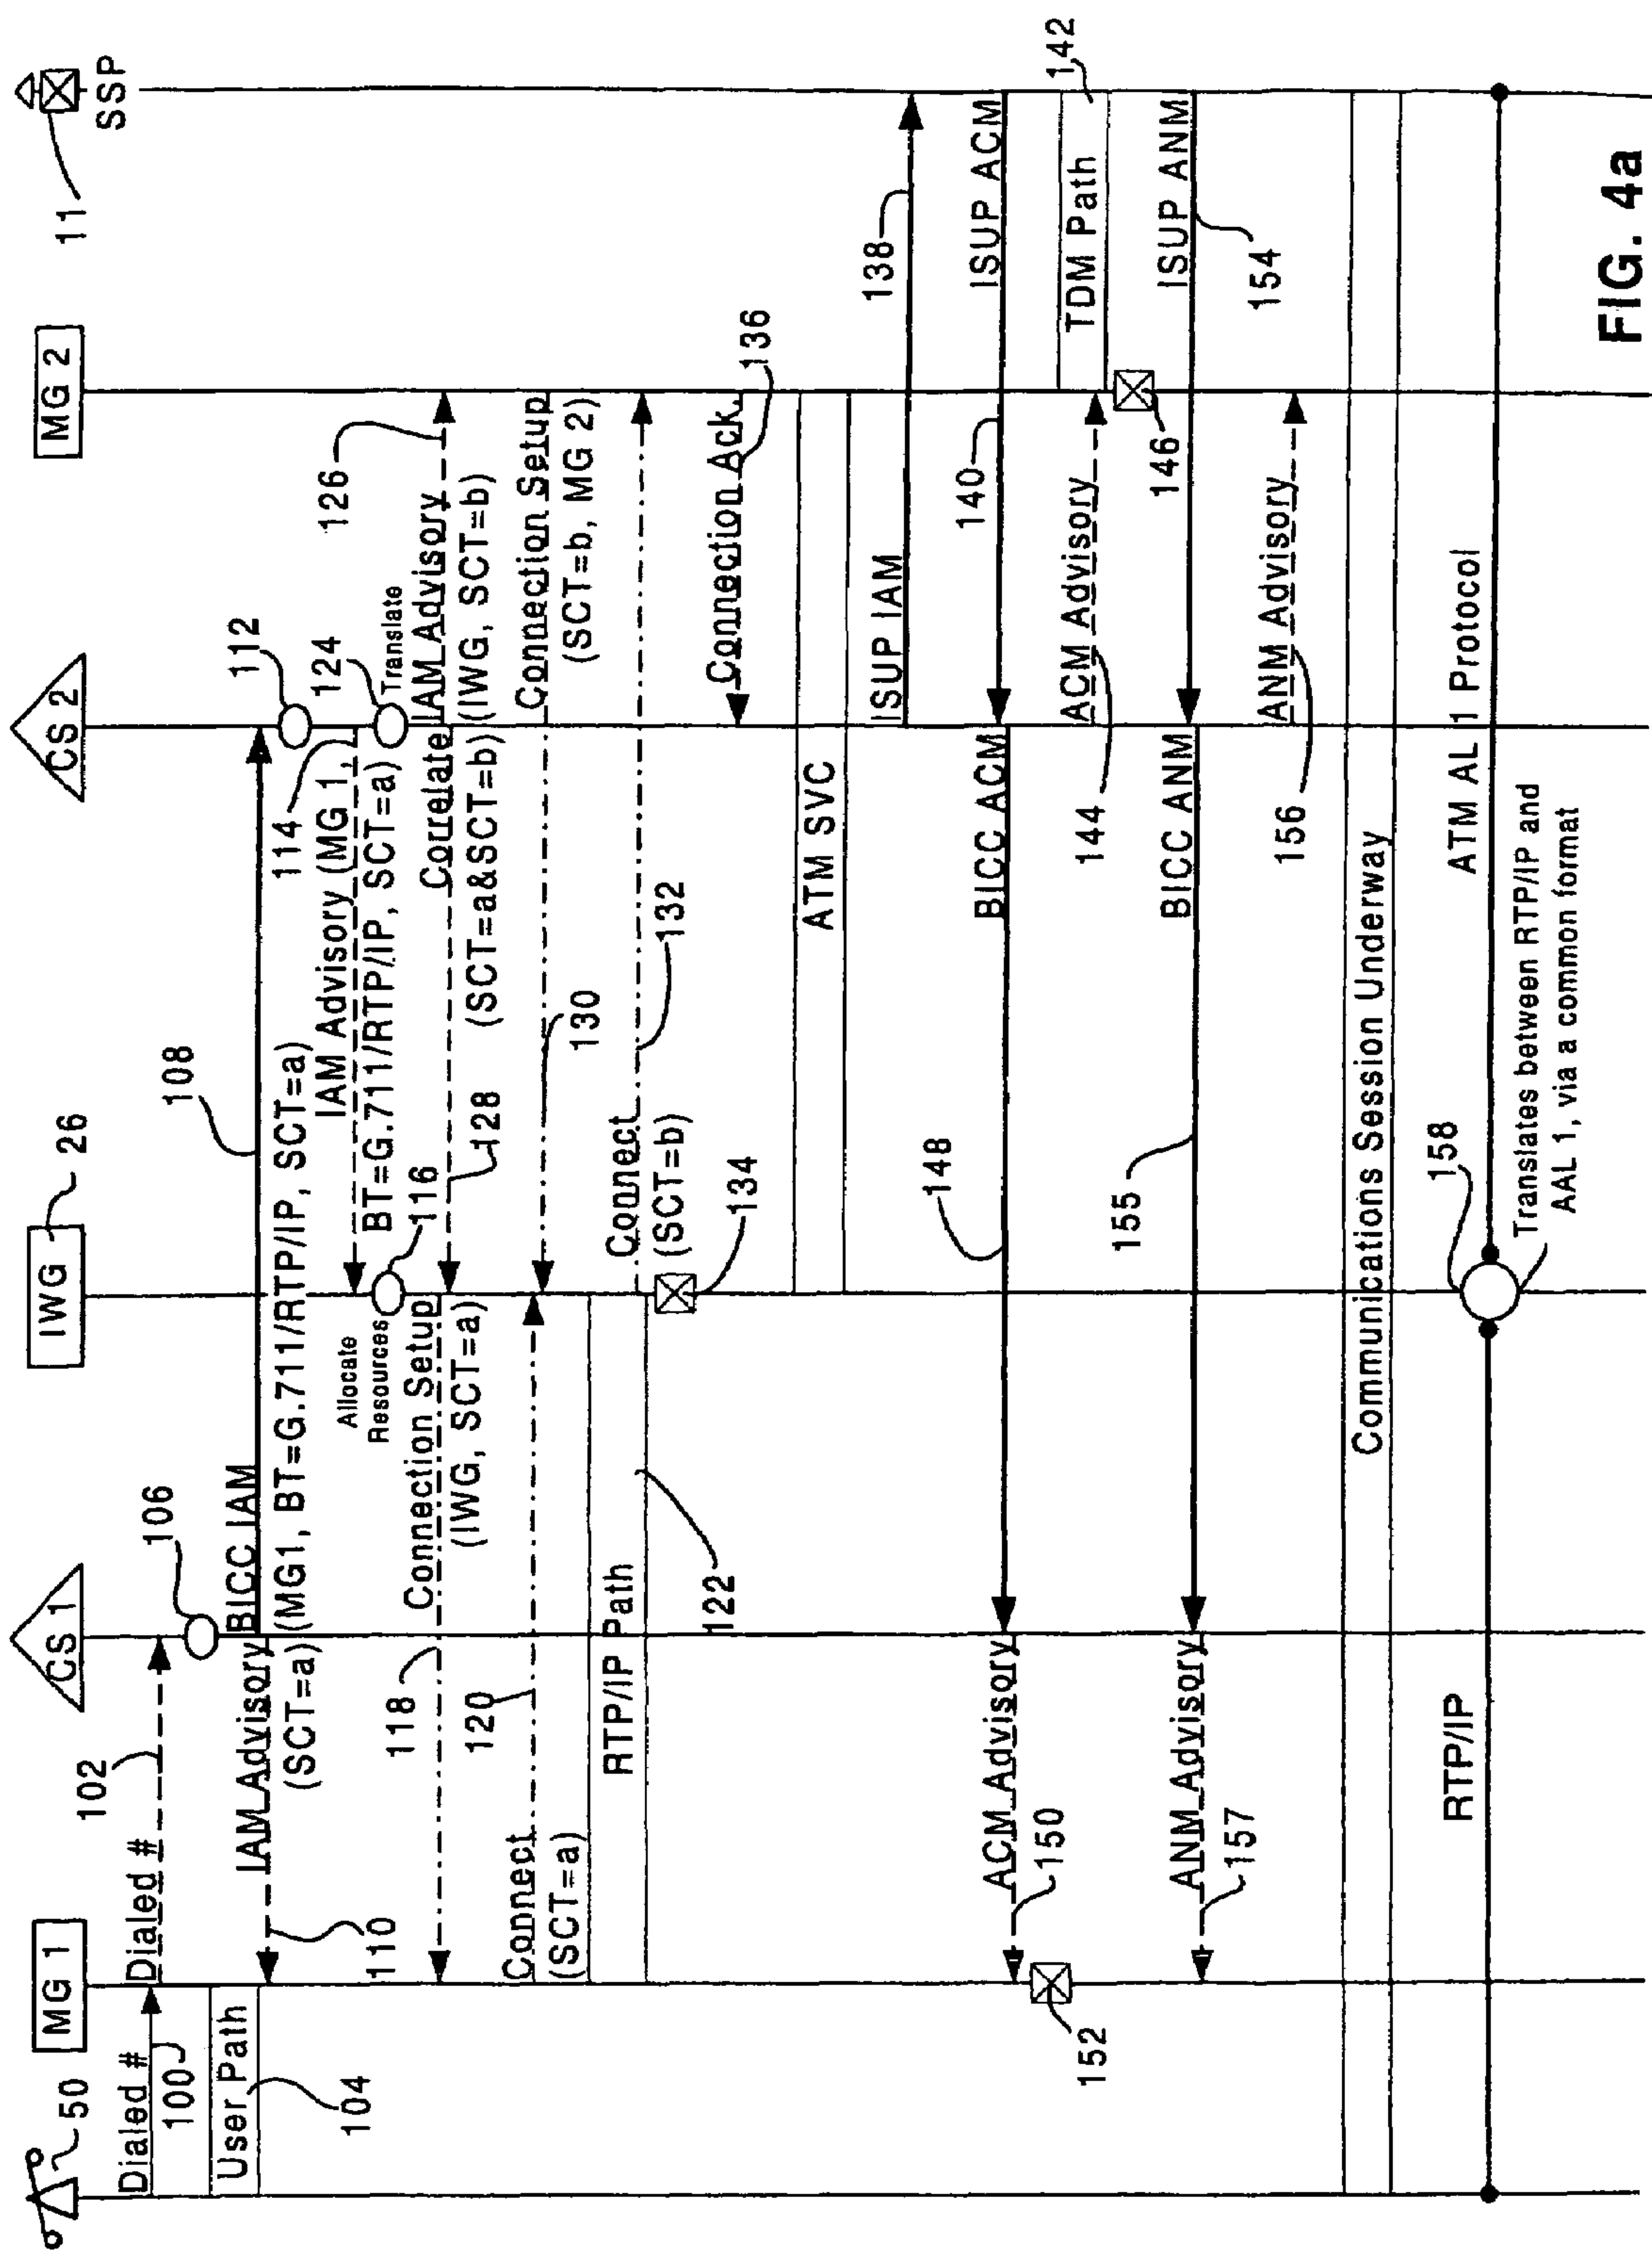 50
MG 1
CS 1
IWG
26
CS 2
MG 2
11
SSP
Dialed #
100
Dialed #
102
User Path
104
106
BICC IAM
108
(MG1, BT=G.711/RTP/IP, SCT=a)
IAM Advisory
(SCT=a)
110
112
114
IAM Advisory (MG 1,
BT=G.711/RTP/IP, SCT=a)
Allocate
Resources
116
124
Translate
126
IAM Advisory
(IWG, SCT=b)
Correlate
(SCT=a&SCT=b)
128
118
Connection Setup
(IWG, SCT=a)
Connection Setup
(SCT=b, MG 2)
130
120
Connect
(SCT=a)
RTP/IP Path
122
Connect
(SCT=b)
132
134
Connection Ack.
136
ATM SVC
ISUP IAM
138
ISUP ACM
140
BICC ACM
148
ACM Advisory
150
152
TDM Path
142
ACM Advisory
144
146
ISUP ANM
154
BICC ANM
155
ANM Advisory
157
ANM Advisory
156
Communications Session Underway
RTP/IP
158
ATM AL 1 Protocol
Translates between RTP/IP and
AAL 1, via a common format
FIG. 4a